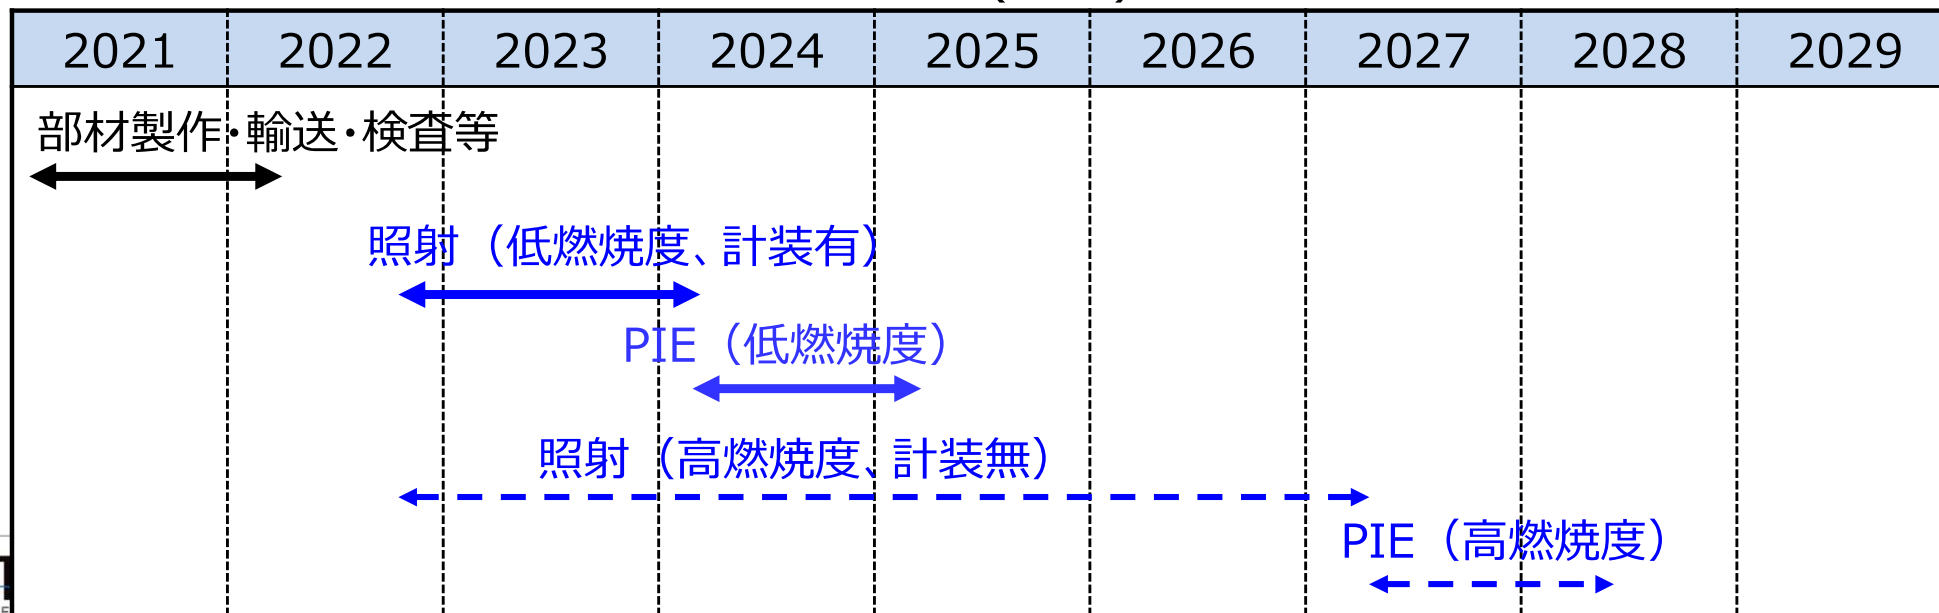 2021 2022 2023 2024 2025 2026 2027 2028 2029
部材製作・輸送・検査等
照射（低燃焼度、計装有）
PIE（低燃焼度）
照射（高燃焼度、計装無）
PIE（高燃焼度）